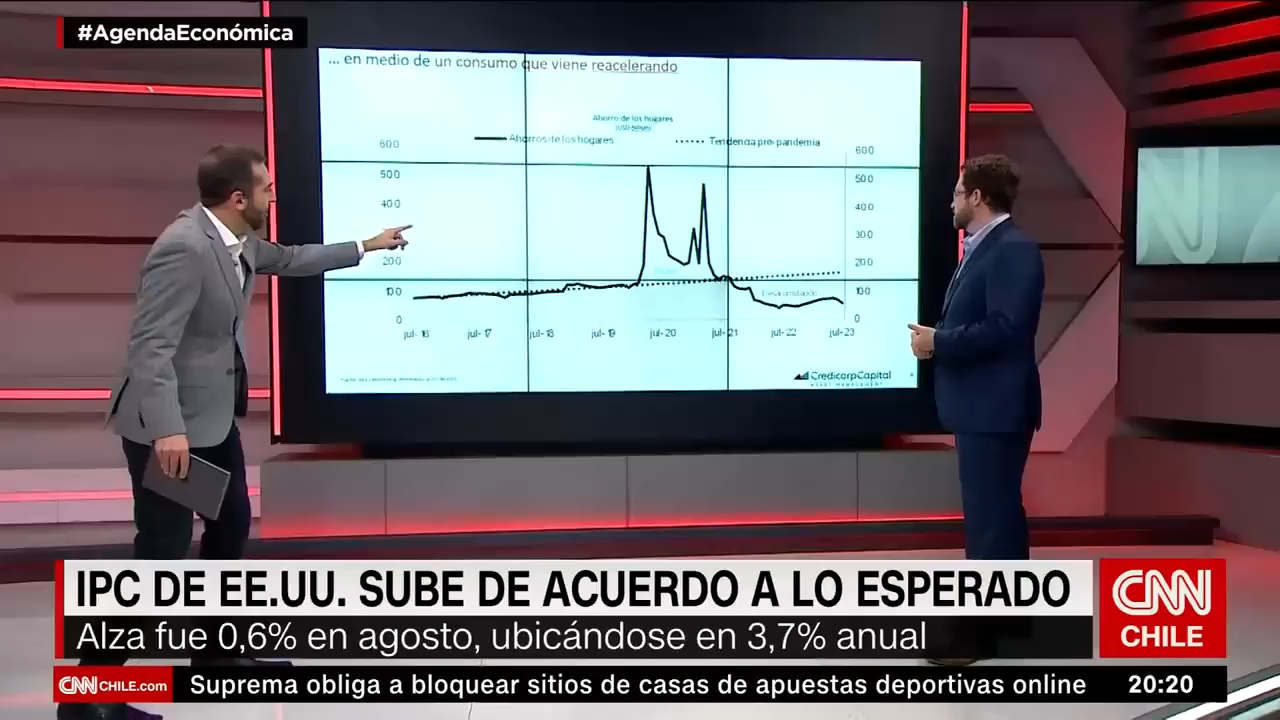 #AgendaEconómica
... en medio de un consumo que viene reacelerando
Ahorro de los hogares
Ahorros de los hogares
Tendencia pre-pandemia
600
500
400
200
100
0
600
500
400
300
200
100
0
jul-16 jul-17 jul-18 jul-19 jul-20 jul-21 jul-22 jul-23
Desacumulación
CredicorpCapital
ASSET MANAGEMENT
IPC DE EE.UU. SUBE DE ACUERDO A LO ESPERADO
Alza fue 0,6% en agosto, ubicándose en 3,7% anual
CNN
CHILE
CNNCHILE.com
Suprema obliga a bloquear sitios de casas de apuestas deportivas online
20:20